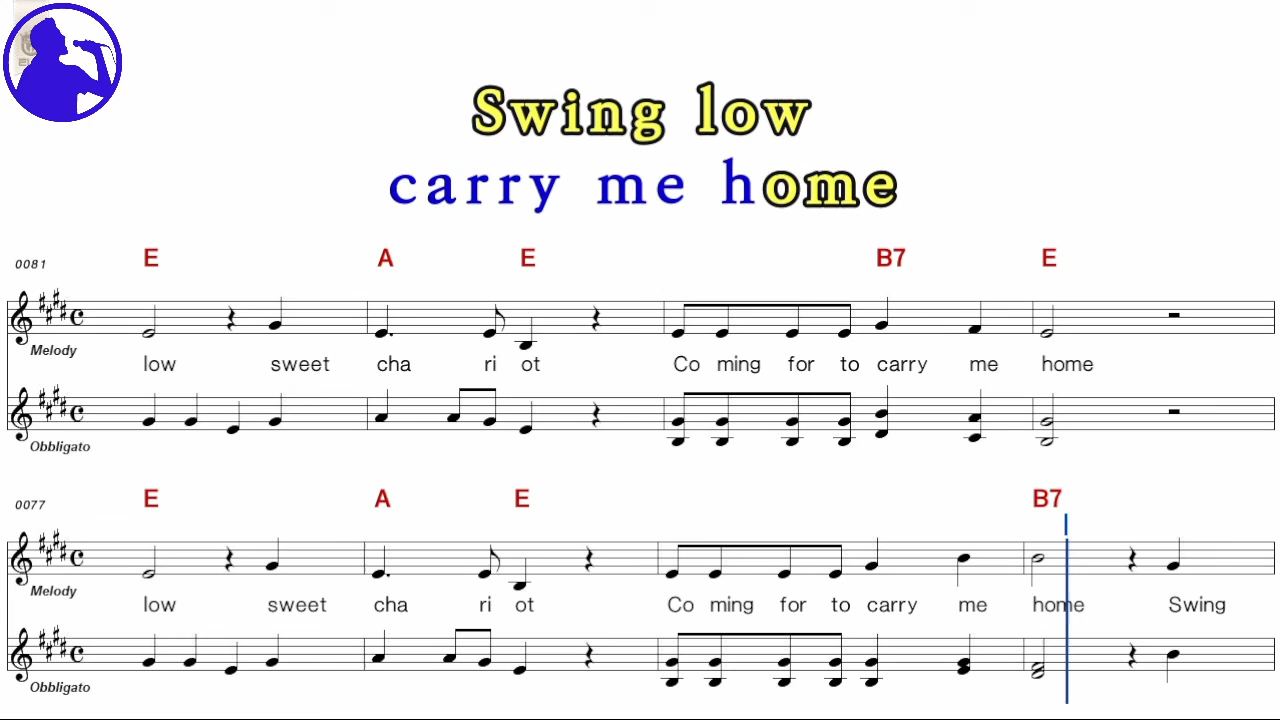 Swing low
carry me home
E A E B7 E
0081
Melody
low sweet cha ri ot Co ming for to carry me home
Obbligato
E A E B7
0077
Melody
low sweet cha ri ot Co ming for to carry me home Swing
Obbligato